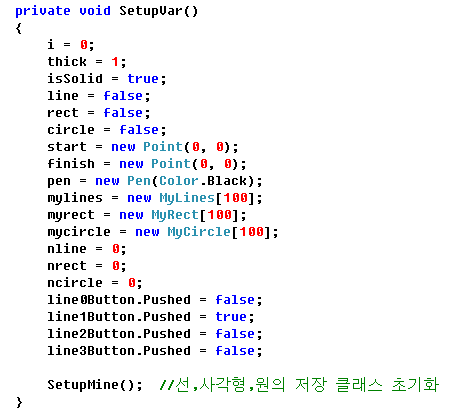 private void SetupVar()
{
    i = 0;
    thick = 1;
    isSolid = true;
    line = false;
    rect = false;
    circle = false;
    start = new Point(0, 0);
    finish = new Point(0, 0);
    pen = new Pen(Color.Black);
    mylines = new MyLines[100];
    myrect = new MyRect[100];
    mycircle = new MyCircle[100];
    nline = 0;
    nrect = 0;
    ncircle = 0;
    line0Button.Pushed = false;
    line1Button.Pushed = true;
    line2Button.Pushed = false;
    line3Button.Pushed = false;

    SetupMine();  //선,사각형,원의 저장 클래스 초기화
}